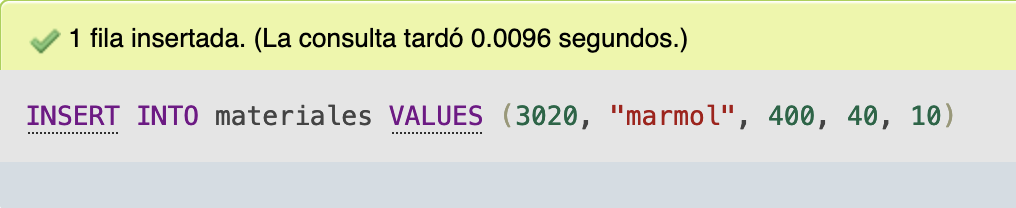 1 fila insertada. (La consulta tardó 0.0096 segundos.)
INSERT INTO materiales VALUES (3020, "marmol", 400, 40, 10)